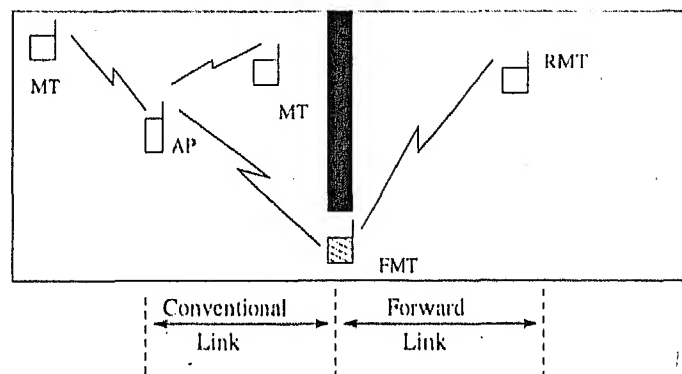 RMT
MT
MT
AP
FMT
Conventional Forward
Link Link